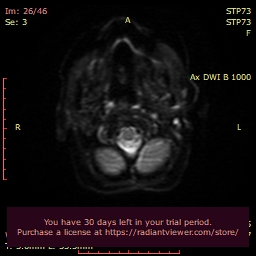 Im: 26/46
Se: 3
A
STP73
STP73
F
Ax DWI B 1000
R
L
You have 30 days left in your trial period.
Purchase a license at https://radiantviewer.com/store/